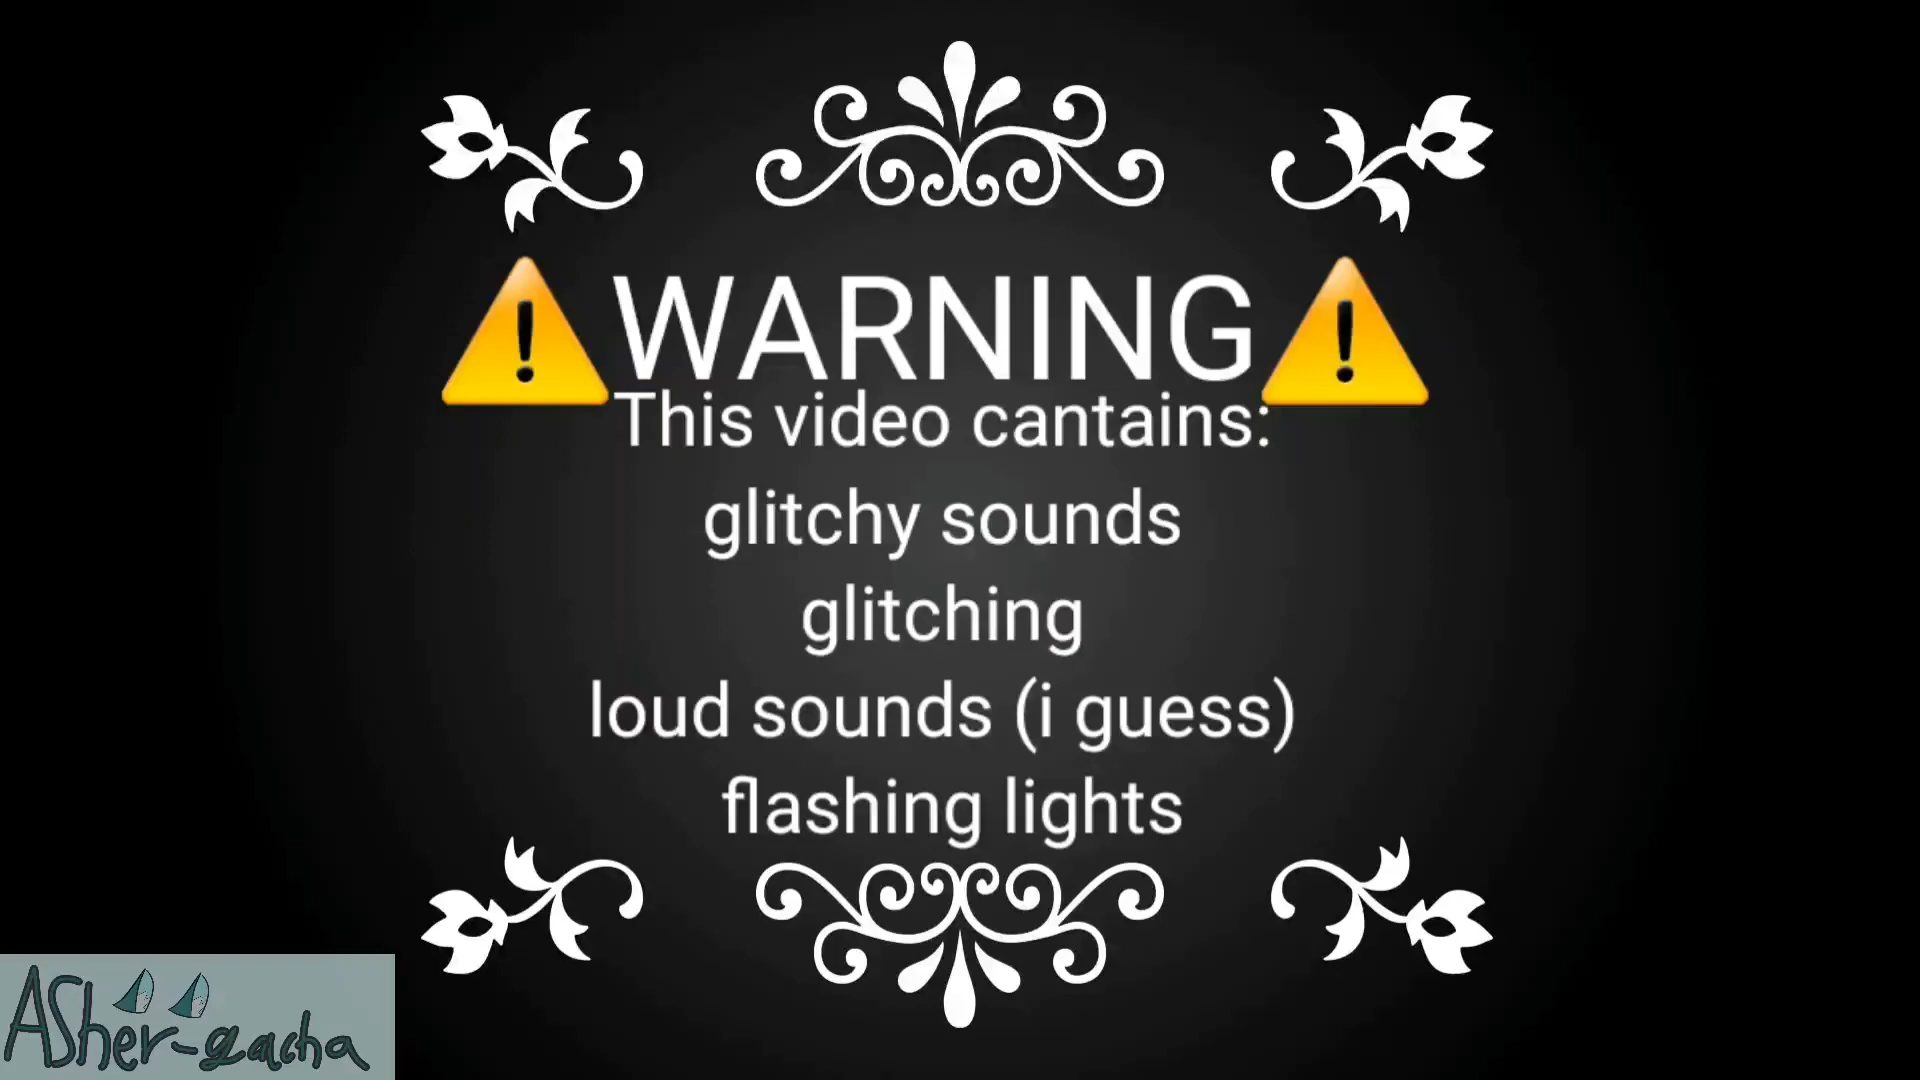 ⚠️WARNING⚠️
This video cantains:
glitchy sounds
glitching
loud sounds (i guess)
flashing lights
ASher-gacha